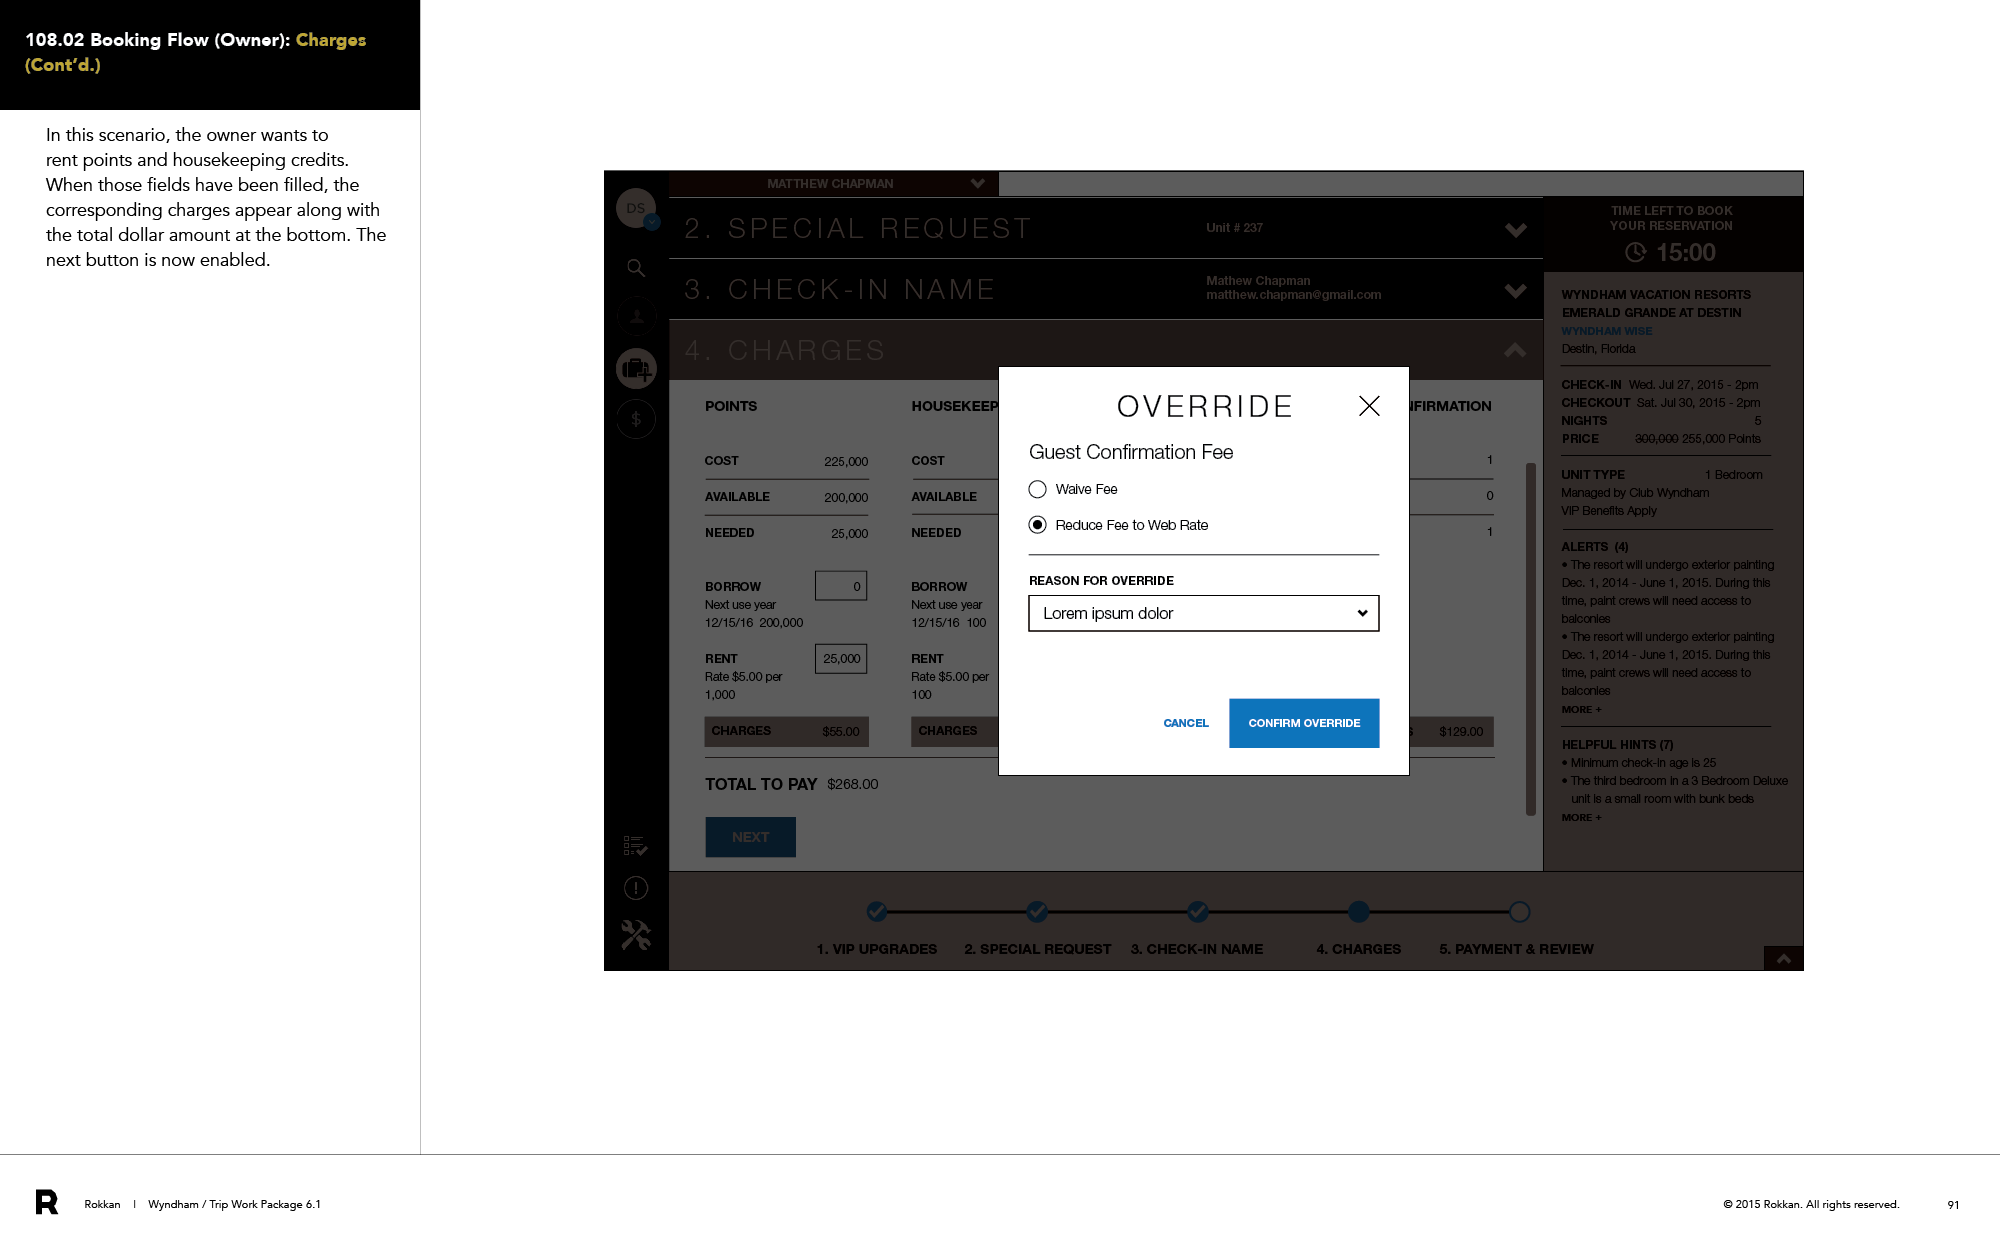 108.02 Booking Flow (Owner): Charges
(Cont'd.)
In this scenario, the owner wants to
rent points and housekeeping credits.
When those fields have been filled, the
corresponding charges appear along with
the total dollar amount at the bottom. The
next button is now enabled.
MATTHEW CHAPMAN
DS
2. SPECIAL REQUEST
Unit # 237
3. CHECK-IN NAME
Mathew Chapman
matthew.chapman@gmail.com
4. CHARGES
TIME LEFT TO BOOK
YOUR RESERVATION
15:00
POINTS
COST 225,000
AVAILABLE 200,000
NEEDED 25,000
BORROW 0
Next use year
12/15/16 200,000
RENT 25,000
Rate $5.00 per
1,000
CHARGES $55.00
HOUSEKEEP
COST
AVAILABLE
NEEDED
BORROW
Next use year
12/15/16 100
RENT
Rate $5.00 per
100
CHARGES
NFIRMATION
1
0
1
S $129.00
TOTAL TO PAY $268.00
NEXT
OVERRIDE
Guest Confirmation Fee
Waive Fee
Reduce Fee to Web Rate
REASON FOR OVERRIDE
Lorem ipsum dolor
CANCEL
CONFIRM OVERRIDE
WYNDHAM VACATION RESORTS
EMERALD GRANDE AT DESTIN
WYNDHAM WISE
Destin, Florida
CHECK-IN Wed. Jul 27, 2015 - 2pm
CHECKOUT Sat. Jul 30, 2015 - 2pm
NIGHTS 5
PRICE 300,000 255,000 Points
UNIT TYPE 1 Bedroom
Managed by Club Wyndham
VIP Benefits Apply
ALERTS (4)
• The resort will undergo exterior painting
Dec. 1, 2014 - June 1, 2015. During this
time, paint crews will need access to
balconies
• The resort will undergo exterior painting
Dec. 1, 2014 - June 1, 2015. During this
time, paint crews will need access to
balconies
MORE +
HELPFUL HINTS (7)
• Minimum check-in age is 25
• The third bedroom in a 3 Bedroom Deluxe
unit is a small room with bunk beds
MORE +
1. VIP UPGRADES
2. SPECIAL REQUEST
3. CHECK-IN NAME
4. CHARGES
5. PAYMENT & REVIEW
R Rokkan | Wyndham / Trip Work Package 6.1
© 2015 Rokkan. All rights reserved. 91